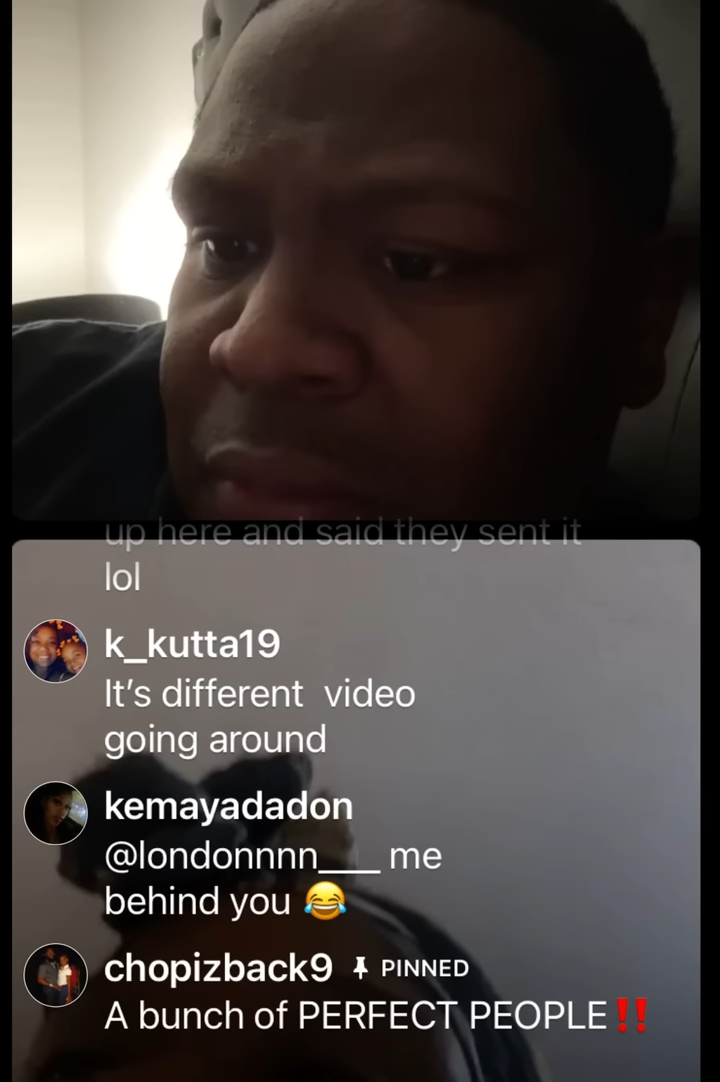 up here and said they sent it
lol
k_kutta19
It’s different  video
going around
kemayadadon
@londonnnn____ me
behind you 😂
chopizback9 📌 PINNED
A bunch of PERFECT PEOPLE‼️